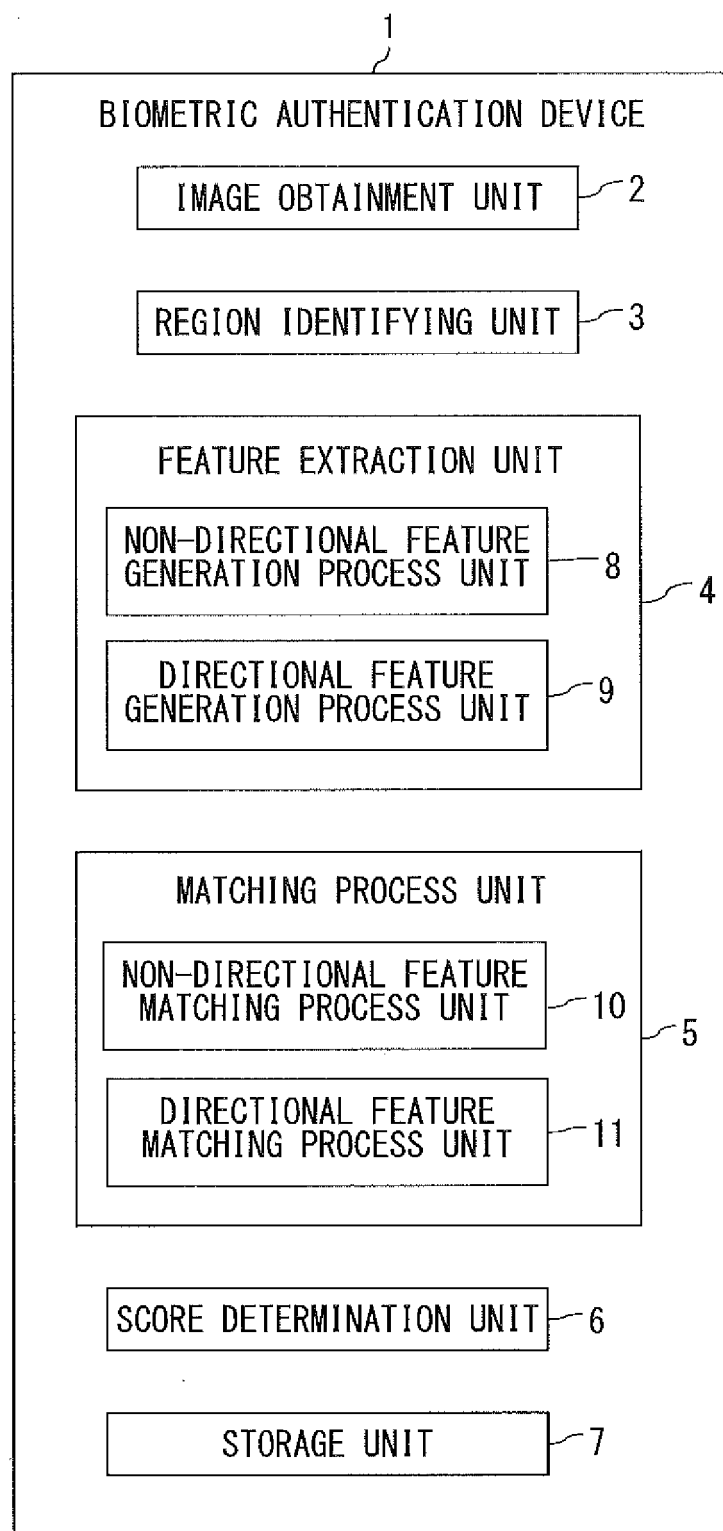 1
BIOMETRIC AUTHENTICATION DEVICE
IMAGE OBTAINMENT UNIT
2
REGION IDENTIFYING UNIT
3
FEATURE EXTRACTION UNIT
NON-DIRECTIONAL FEATURE
GENERATION PROCESS UNIT
8
4
DIRECTIONAL FEATURE
GENERATION PROCESS UNIT
9
MATCHING PROCESS UNIT
NON-DIRECTIONAL FEATURE
MATCHING PROCESS UNIT
10
5
DIRECTIONAL FEATURE
MATCHING PROCESS UNIT
11
SCORE DETERMINATION UNIT
6
STORAGE UNIT
7